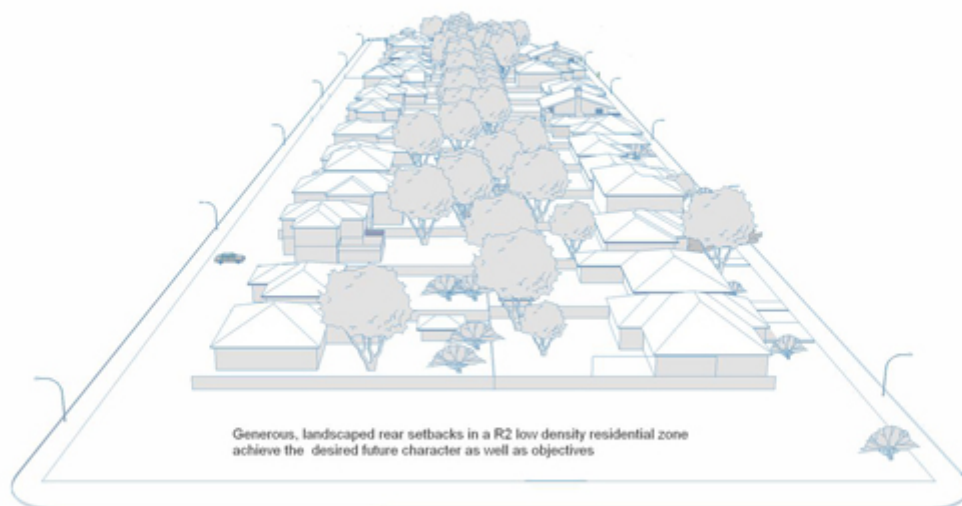 Generous, landscaped rear setbacks in a R2 low density residential zone
achieve the desired future character as well as objectives